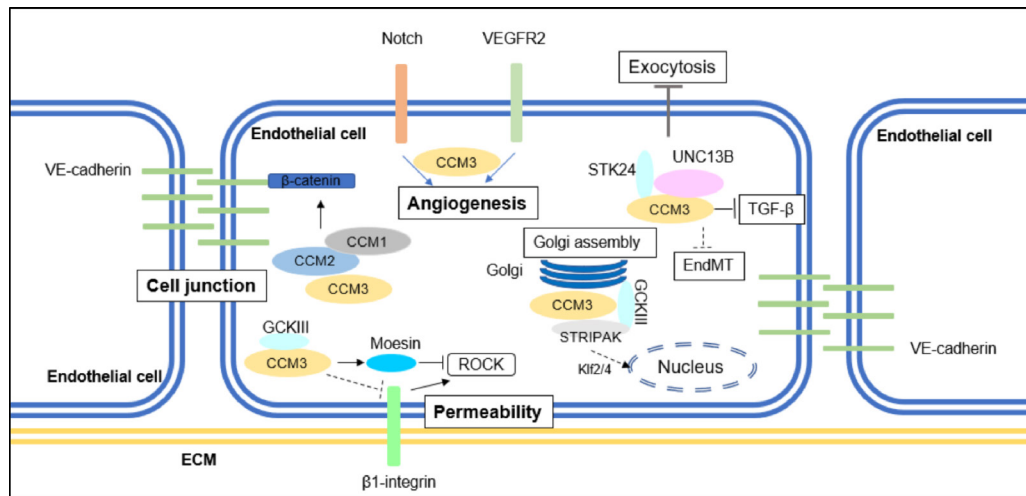 Notch
VEGFR2
Exocytosis
Endothelial cell
Endothelial cell
VE-cadherin
β-catenin
CCM3
Angiogenesis
STK24
UNC13B
CCM3
TGF-β
EndMT
CCM1
CCM2
CCM3
Cell junction
Golgi assembly
Golgi
CCM3
GCKIII
STRIPAK
Klf2/4
Nucleus
VE-cadherin
GCKIII
CCM3
Moesin
ROCK
Endothelial cell
Permeability
ECM
β1-integrin